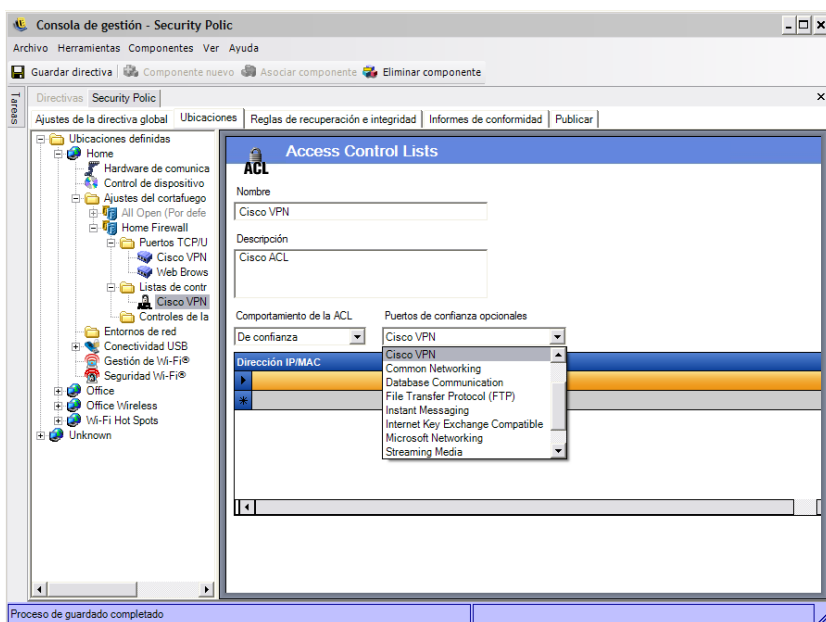 Consola de gestión - Security Polic
Archivo Herramientas Componentes Ver Ayuda
Guardar directiva Componente nuevo Asociar componente Eliminar componente
Tareas
Directivas Security Polic
Ajustes de la directiva global Ubicaciones Reglas de recuperación e integridad Informes de conformidad Publicar
Ubicaciones definidas
Home
Hardware de comunica
Control de dispositivo
Ajustes del cortafuego
All Open (Por defe
Home Firewall
Puertos TCP/U
Cisco VPN
Web Brows
Listas de contr
Cisco VPN
Controles de la
Entornos de red
Conectividad USB
Gestión de Wi-Fi®
Seguridad Wi-Fi®
Office
Office Wireless
Wi-Fi Hot Spots
Unknown
ACL
Access Control Lists
Nombre
Cisco VPN
Descripción
Cisco ACL
Comportamiento de la ACL Puertos de confianza opcionales
De confianza Cisco VPN
Dirección IP/MAC
Cisco VPN
Common Networking
Database Communication
File Transfer Protocol (FTP)
Instant Messaging
Internet Key Exchange Compatible
Microsoft Networking
Streaming Media
Proceso de guardado completado